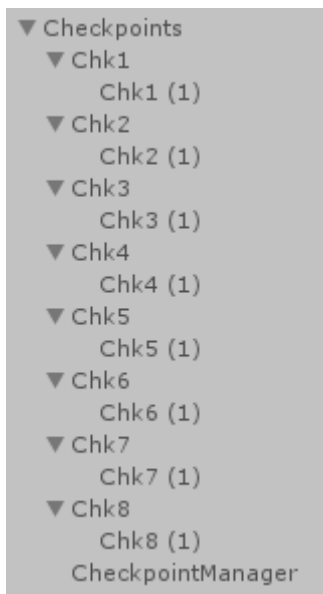 Checkpoints
Chk1
Chk1 (1)
Chk2
Chk2 (1)
Chk3
Chk3 (1)
Chk4
Chk4 (1)
Chk5
Chk5 (1)
Chk6
Chk6 (1)
Chk7
Chk7 (1)
Chk8
Chk8 (1)
CheckpointManager